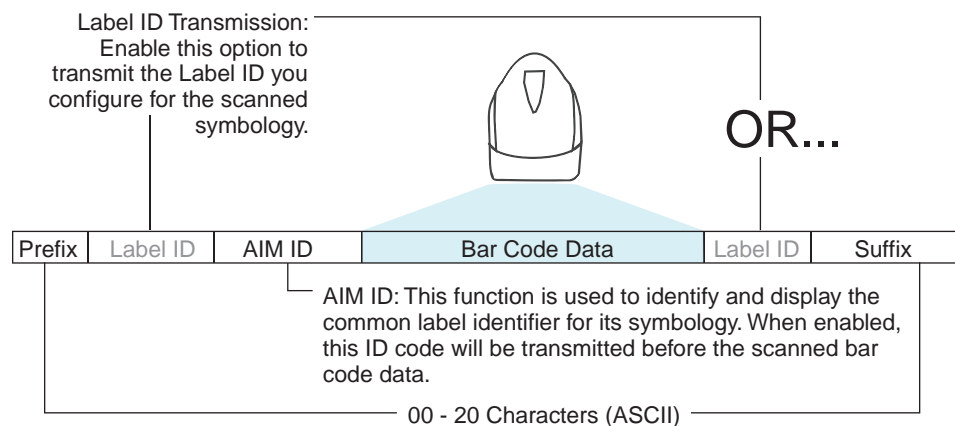 Label ID Transmission:
Enable this option to
transmit the Label ID you
configure for the scanned
symbology.
OR...
Prefix Label ID AIM ID Bar Code Data Label ID Suffix
AIM ID: This function is used to identify and display the
common label identifier for its symbology. When enabled,
this ID code will be transmitted before the scanned bar
code data.
00 - 20 Characters (ASCII)